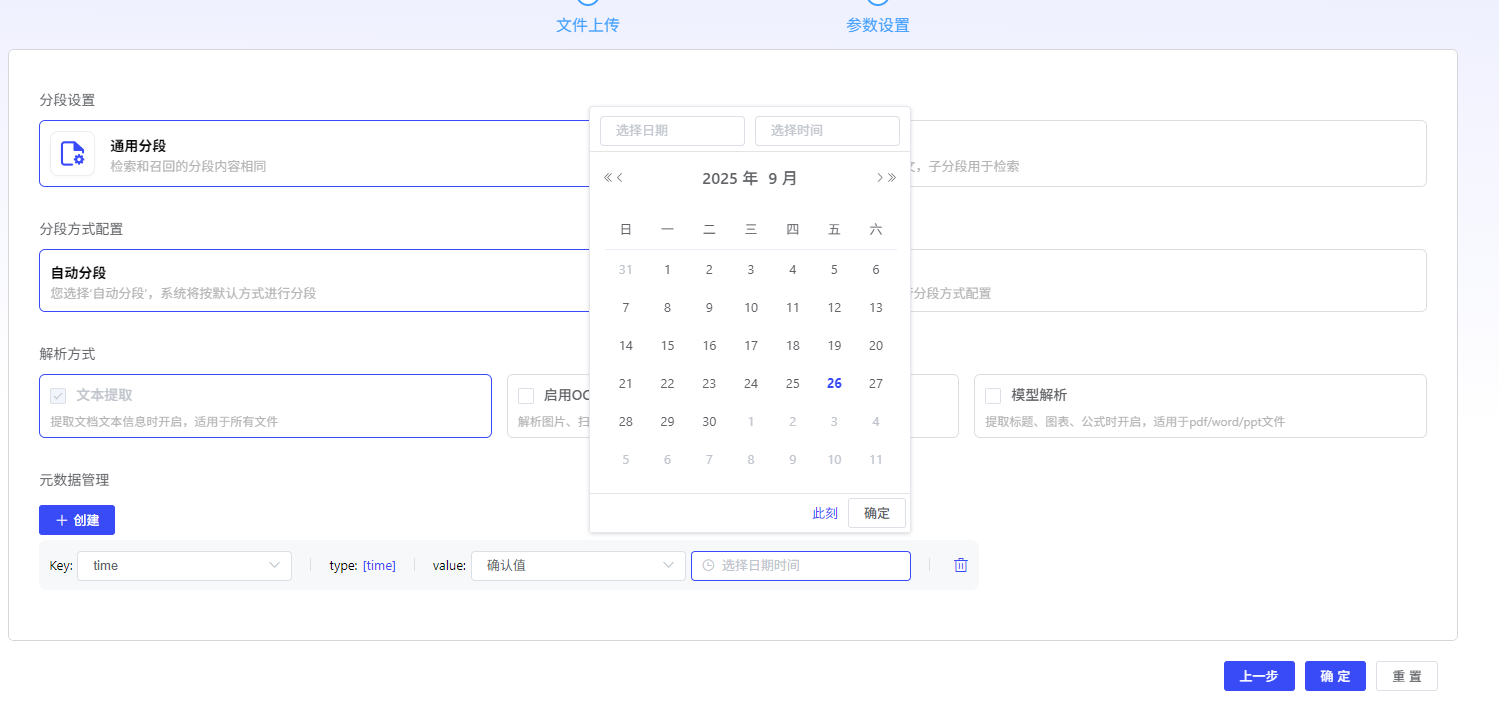 文件上传
参数设置
分段设置
通用分段
检索和召回的分段内容相同
，子分段用于检索
分段方式配置
自动分段
您选择'自动分段'，系统将按默认方式进行分段
分段方式配置
解析方式
文本提取
提取文档文本信息时开启，适用于所有文件
启用OC
解析图片、扫
模型解析
提取标题、图表、公式时开启，适用于pdf/word/ppt文件
选择日期 选择时间
2025 年 9 月
日 一 二 三 四 五 六
31 1 2 3 4 5 6
7 8 9 10 11 12 13
14 15 16 17 18 19 20
21 22 23 24 25 26 27
28 29 30 1 2 3 4
5 6 7 8 9 10 11
此刻 确定
元数据管理
创建
Key: time type: [time] value: 确认值 选择日期时间
上一步 确 定 重 置